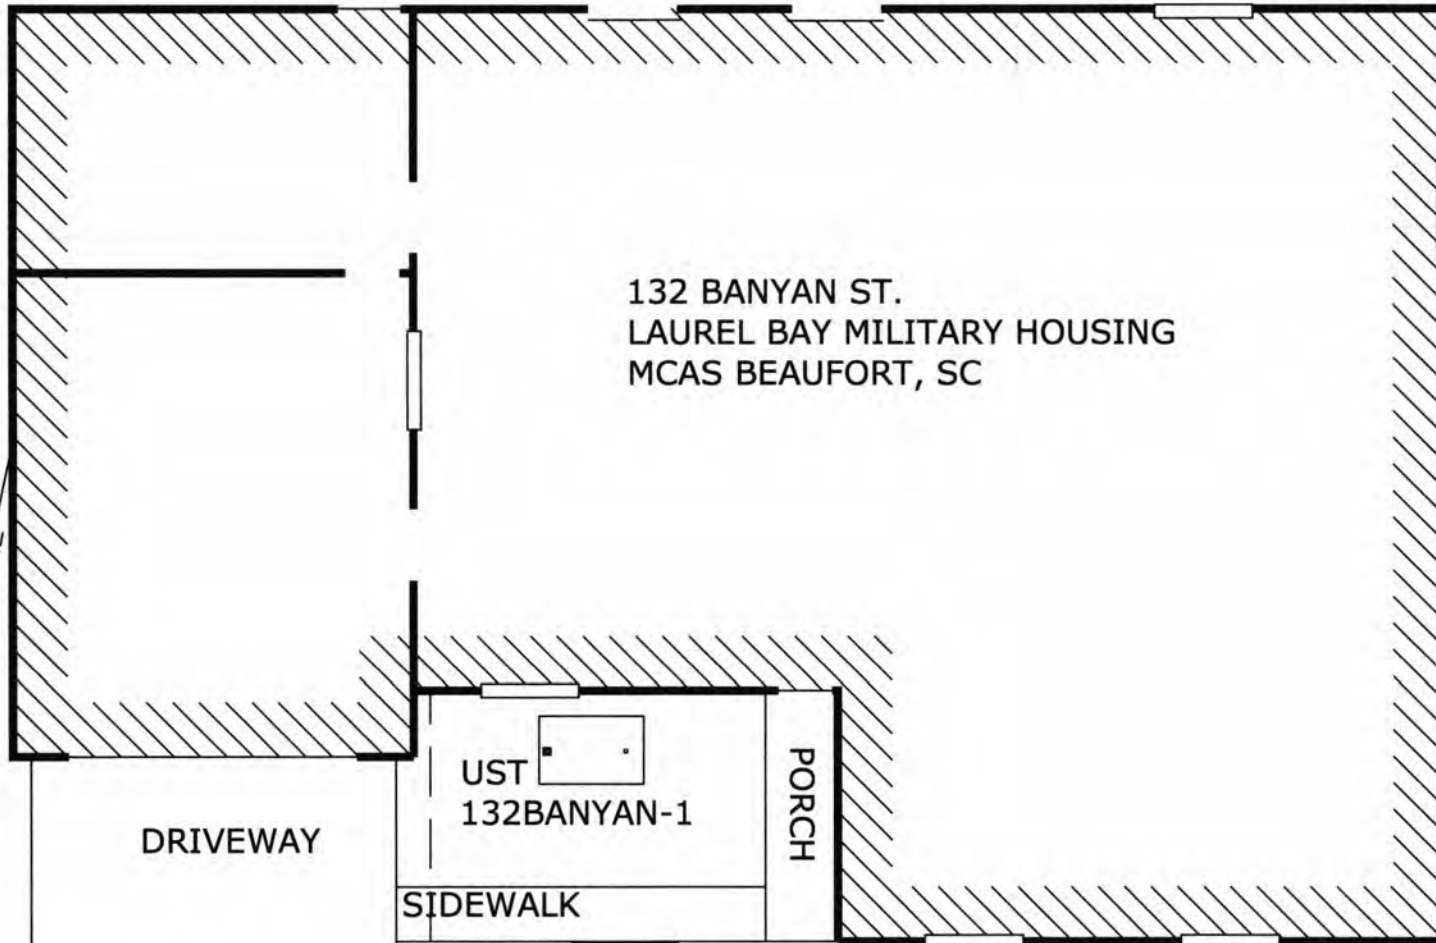 132 BANYAN ST.
LAUREL BAY MILITARY HOUSING
MCAS BEAUFORT, SC
UST
132BANYAN-1
PORCH
DRIVEWAY
SIDEWALK